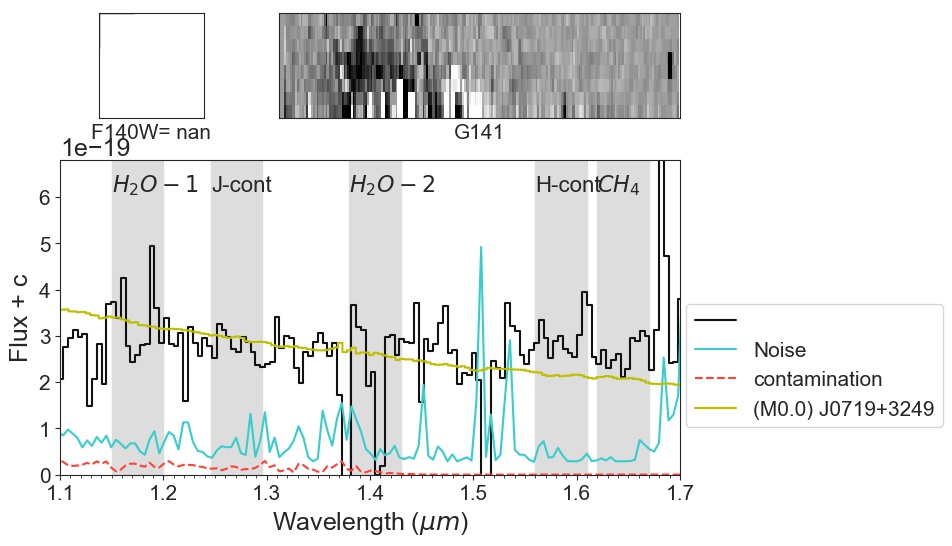 F140W= nan
G141
1e−19
H₂O − 1
J-cont
H₂O − 2
H-cont
CH₄
6
5
4
3
2
1
0
Flux + c
1.1
1.2
1.3
1.4
1.5
1.6
1.7
Wavelength (μm)
Noise
contamination
(M0.0) J0719+3249